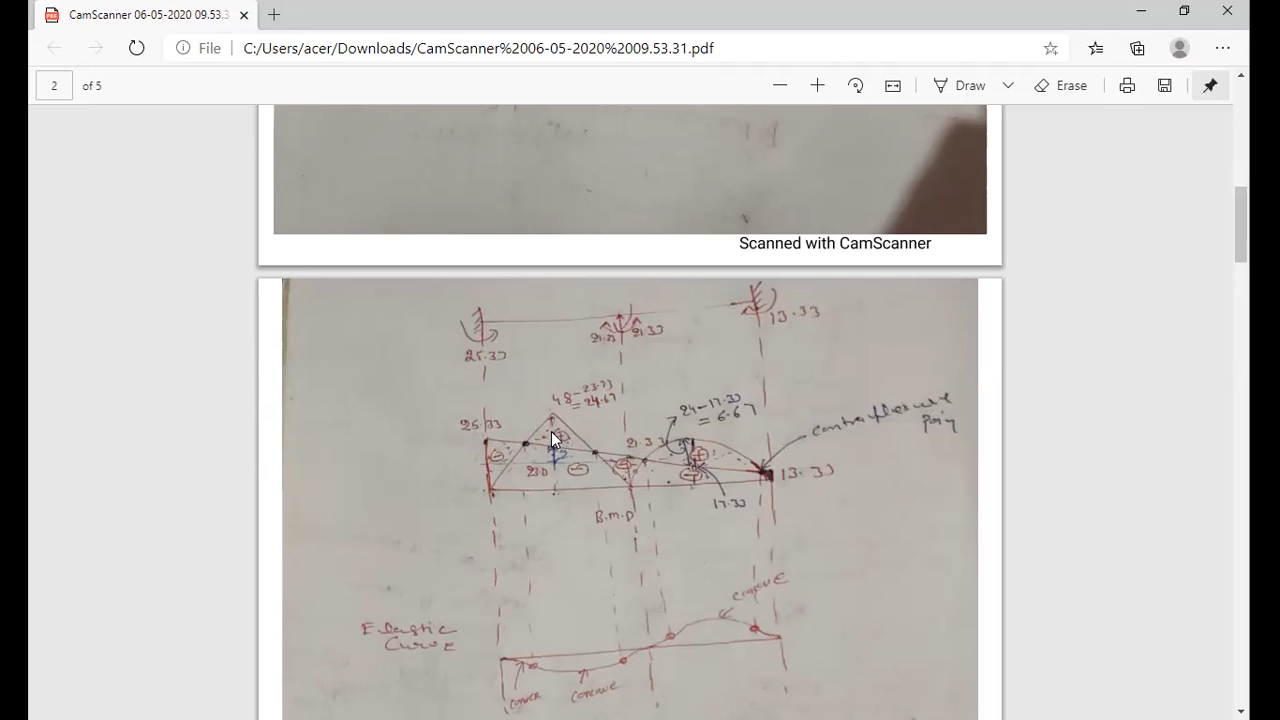 CamScanner 06-05-2020 09.53.3
File
C:/Users/acer/Downloads/CamScanner%2006-05-2020%2009.53.31.pdf
2 of 5
Draw
Erase
Scanned with CamScanner
25.33
21.33 21.33
13.33
48-23.33
= 24.67
24-17.33
= 6.67
contraflexure
point
25.33
21.33
13.33
17.33
B.M.D
Elastic
Curve
convex
concave